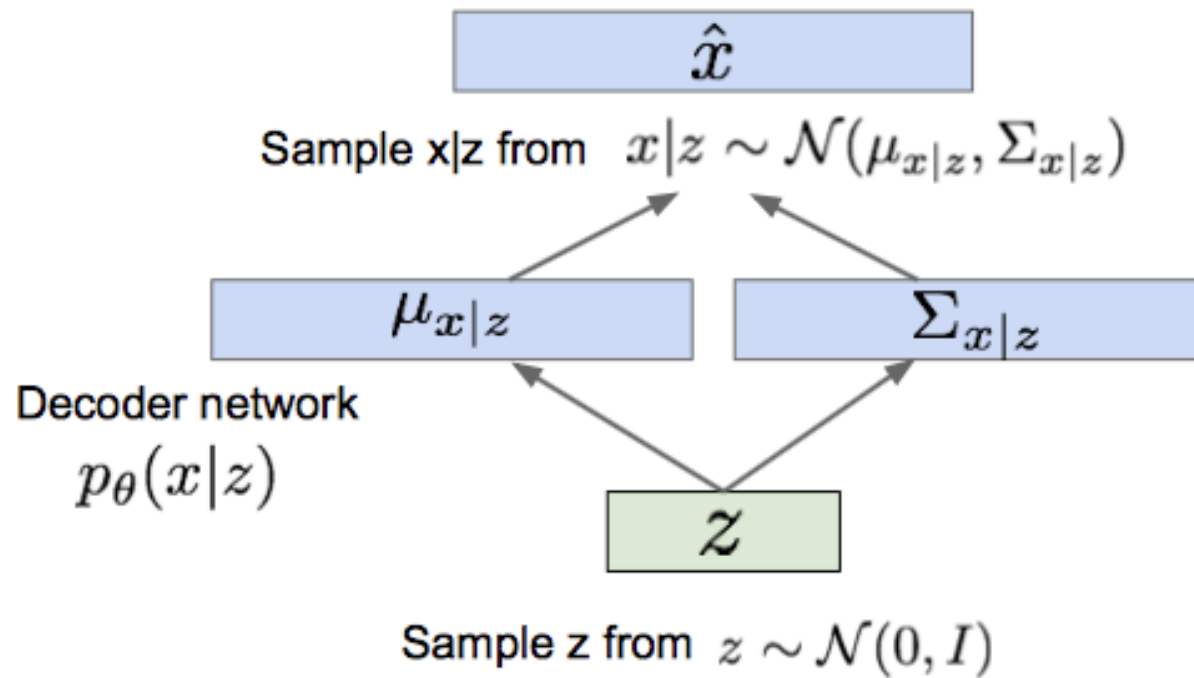 x̂
Sample x|z from x|z ∼ 𝒩(μ_{x|z}, Σ_{x|z})
μ_{x|z}
Σ_{x|z}
Decoder network
p_θ(x|z)
z
Sample z from z ∼ 𝒩(0, I)